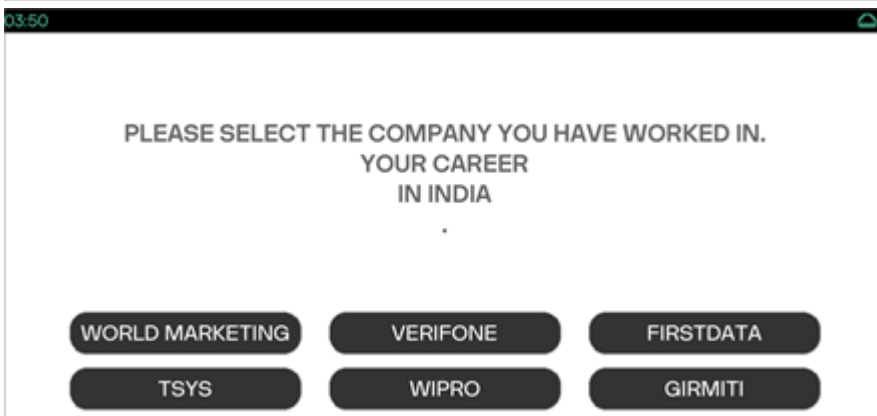 03:50
PLEASE SELECT THE COMPANY YOU HAVE WORKED IN.
YOUR CAREER
IN INDIA
.
WORLD MARKETING VERIFONE FIRSTDATA
TSYS WIPRO GIRMITI